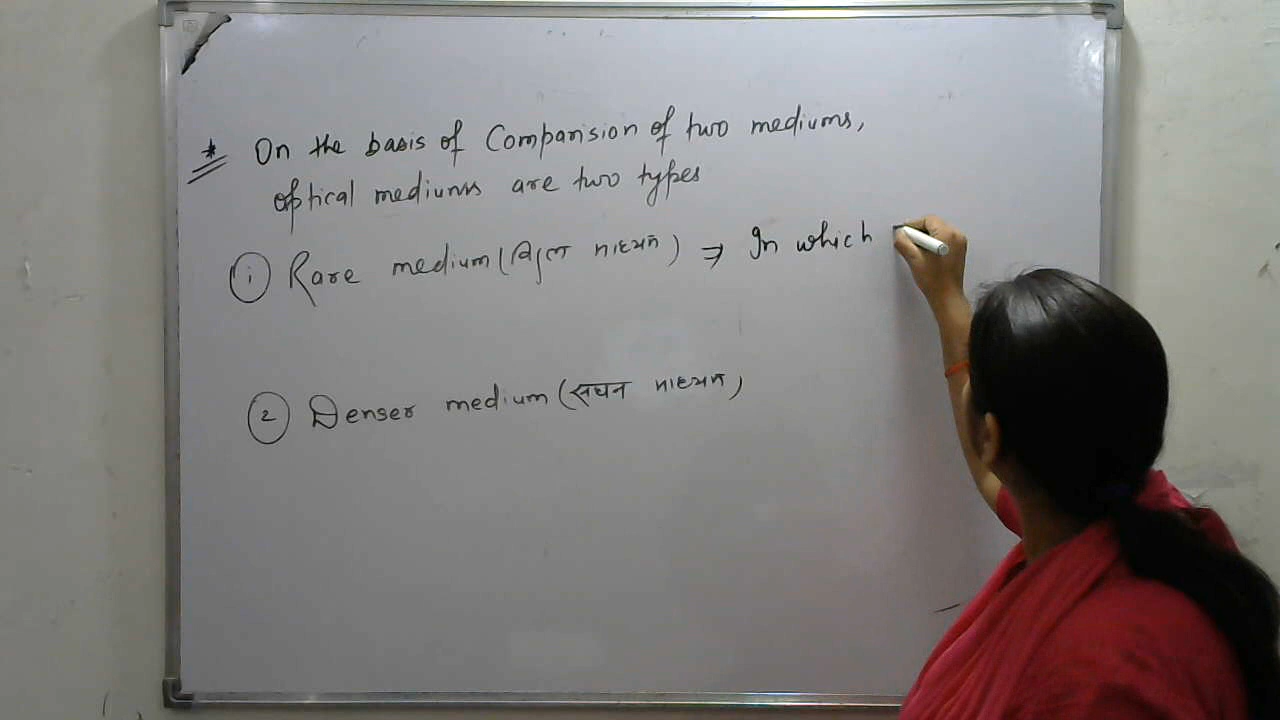 * On the basis of Comparision of two mediums,
optical mediums are two types
① Rare medium (विरल माध्यम) ⇒ In which
② Denser medium (सघन माध्यम)